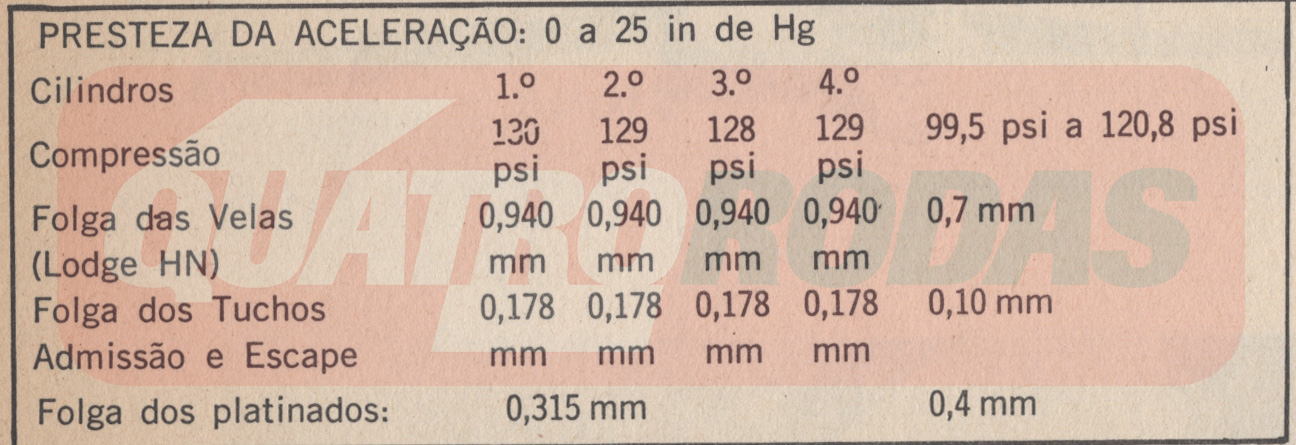 PRESTEZA DA ACELERAÇÃO: 0 a 25 in de Hg
Cilindros 1.º 2.º 3.º 4.º
Compressão 130 psi 129 psi 128 psi 129 psi 99,5 psi a 120,8 psi
Folga das Velas 0,940 0,940 0,940 0,940 0,7 mm
(Lodge HN) mm mm mm mm
Folga dos Tuchos 0,178 0,178 0,178 0,178 0,10 mm
Admissão e Escape mm mm mm mm
Folga dos platinados: 0,315 mm 0,4 mm
QUATRO RODAS